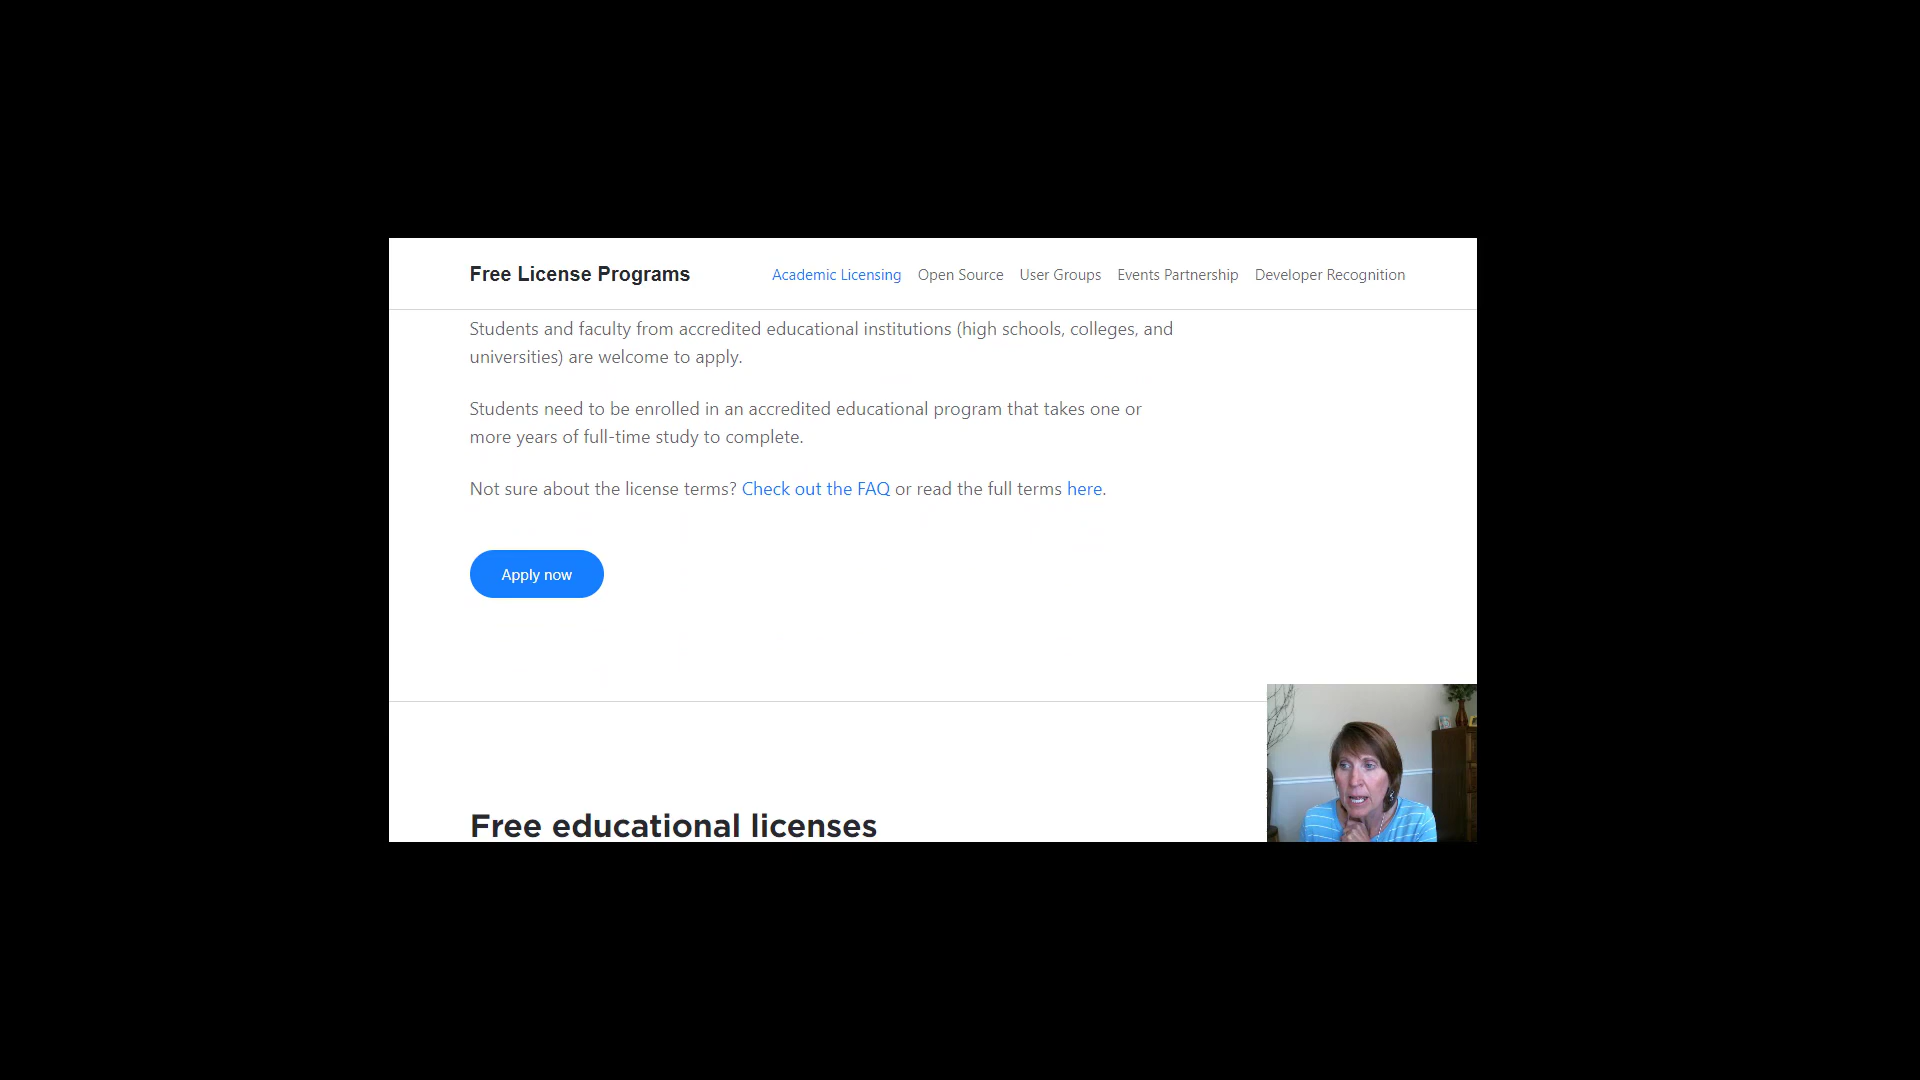 Free License Programs
Academic Licensing Open Source User Groups Events Partnership Developer Recognition
Students and faculty from accredited educational institutions (high schools, colleges, and
universities) are welcome to apply.
Students need to be enrolled in an accredited educational program that takes one or
more years of full-time study to complete.
Not sure about the license terms? Check out the FAQ or read the full terms here.
Apply now
Free educational licenses